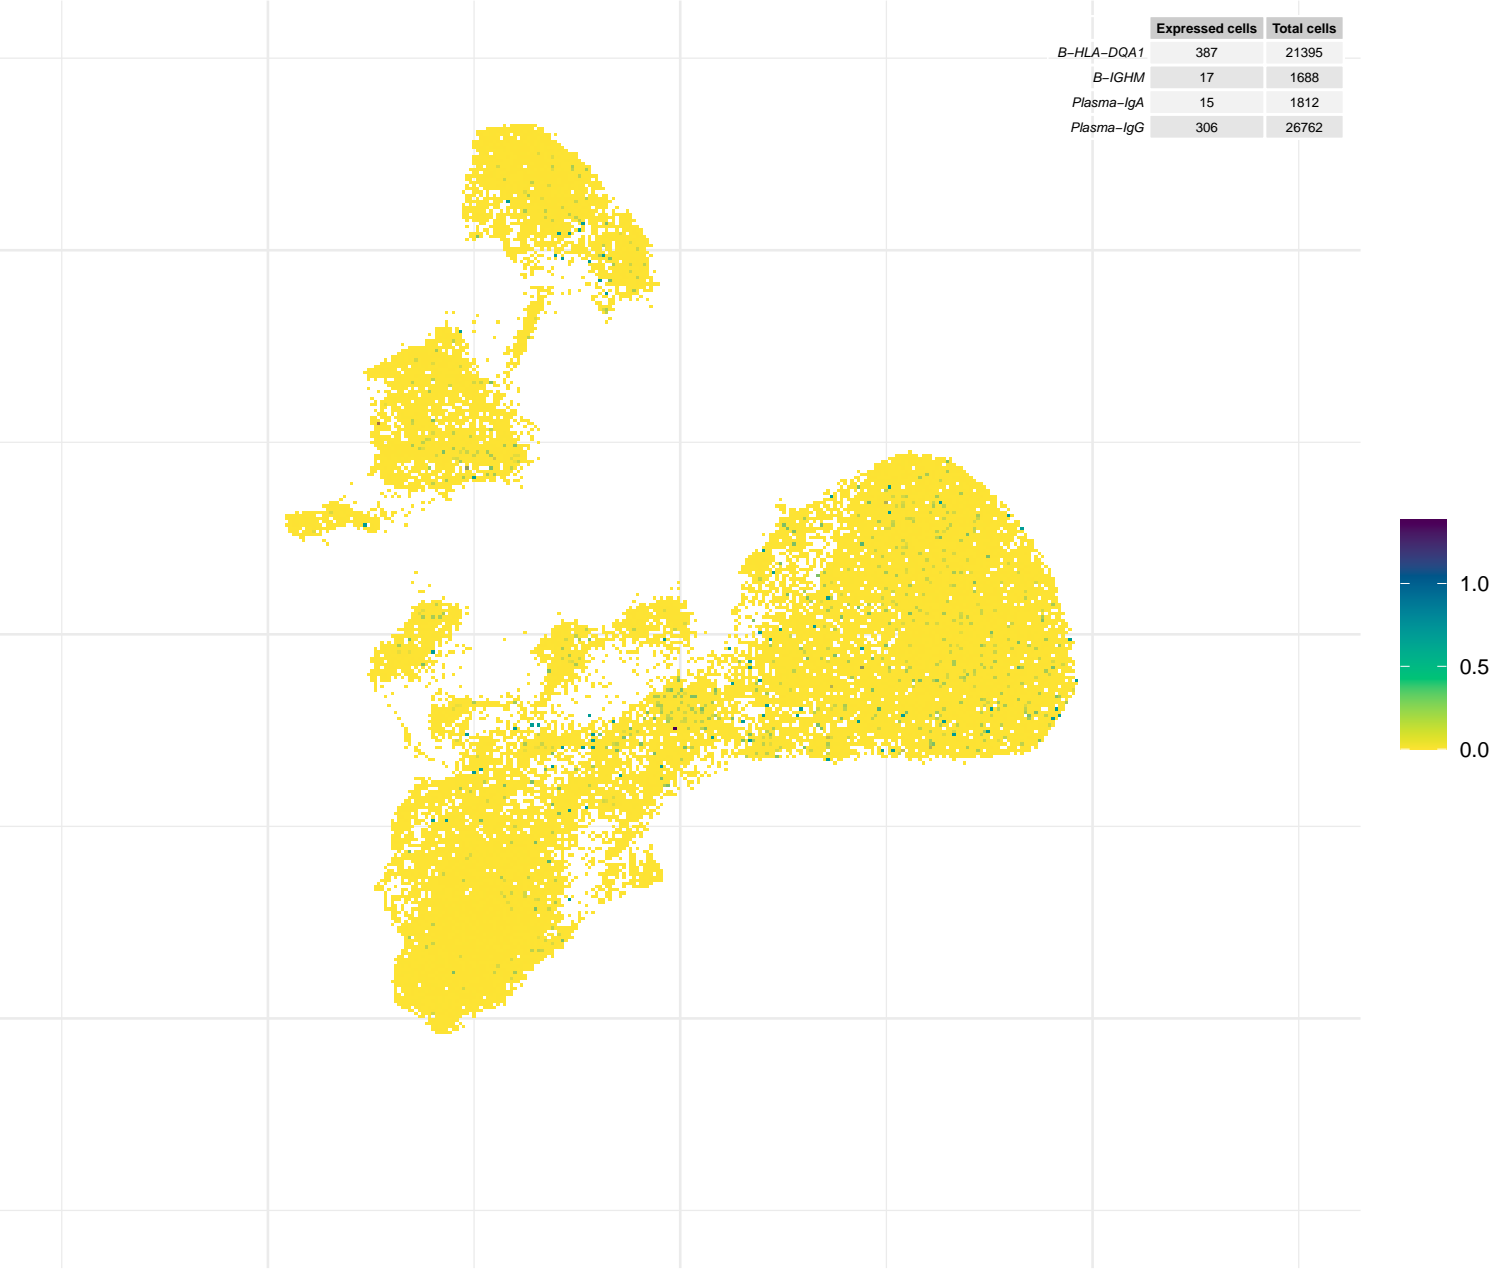 Expressed cells Total cells
B−HLA−DQA1 387 21395
B−IGHM 17 1688
Plasma−IgA 15 1812
Plasma−IgG 306 26762
1.0
0.5
0.0